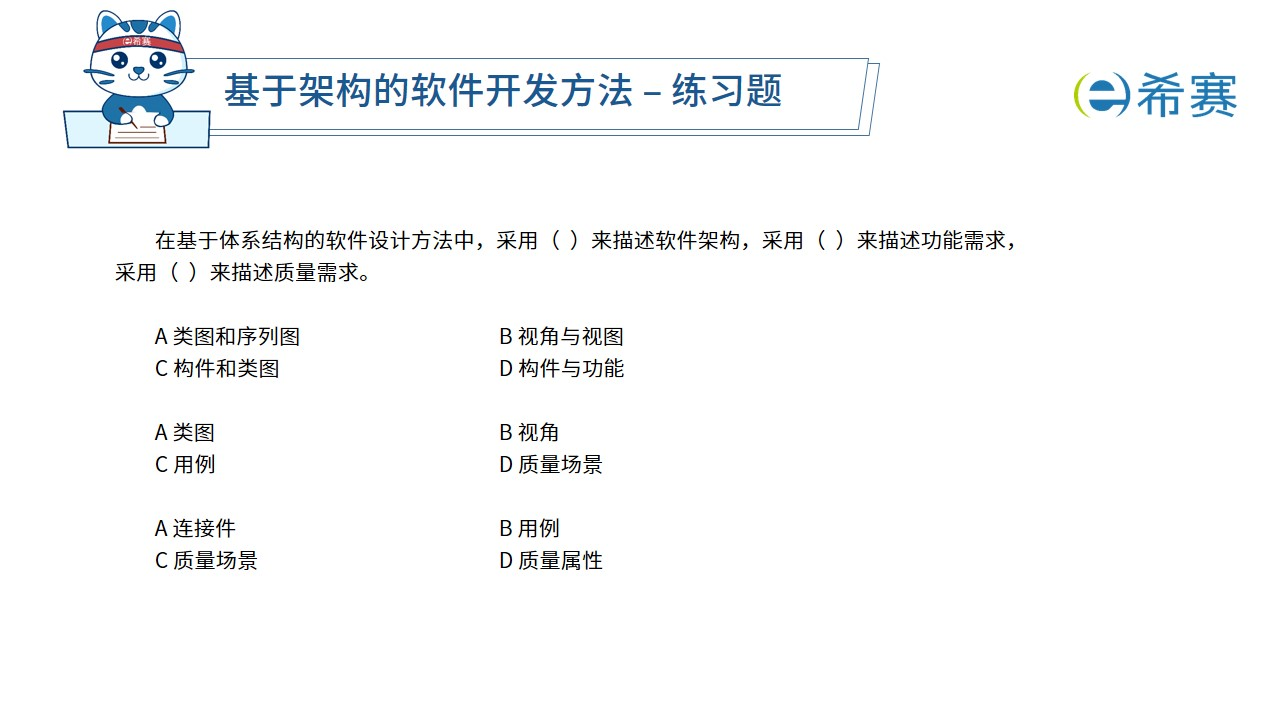 希赛
基于架构的软件开发方法 – 练习题
希赛
在基于体系结构的软件设计方法中，采用（ ）来描述软件架构，采用（ ）来描述功能需求，
采用（ ）来描述质量需求。
A 类图和序列图 B 视角与视图
C 构件和类图 D 构件与功能
A 类图 B 视角
C 用例 D 质量场景
A 连接件 B 用例
C 质量场景 D 质量属性